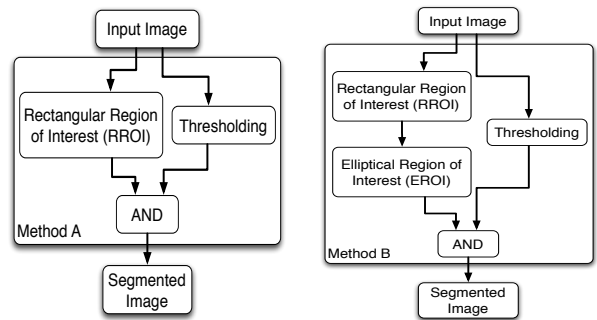 Input Image
Rectangular Region
of Interest (RROI)
Thresholding
AND
Method A
Segmented
Image
Input Image
Rectangular Region
of Interest (RROI)
Thresholding
Elliptical Region of
Interest (EROI)
AND
Method B
Segmented
Image